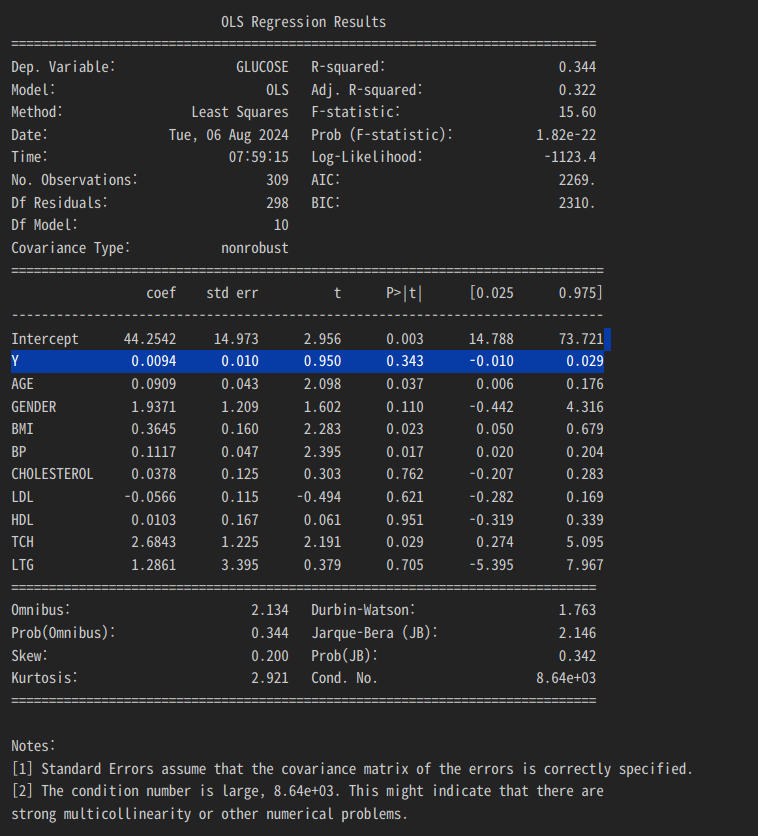 OLS Regression Results
==============================================================================
Dep. Variable: GLUCOSE R-squared: 0.344
Model: OLS Adj. R-squared: 0.322
Method: Least Squares F-statistic: 15.60
Date: Tue, 06 Aug 2024 Prob (F-statistic): 1.82e-22
Time: 07:59:15 Log-Likelihood: -1123.4
No. Observations: 309 AIC: 2269.
Df Residuals: 298 BIC: 2310.
Df Model: 10
Covariance Type: nonrobust
===============================================================================
coef std err t P>|t| [0.025 0.975]
-------------------------------------------------------------------------------
Intercept 44.2542 14.973 2.956 0.003 14.788 73.721
Y 0.0094 0.010 0.950 0.343 -0.010 0.029
AGE 0.0909 0.043 2.098 0.037 0.006 0.176
GENDER 1.9371 1.209 1.602 0.110 -0.442 4.316
BMI 0.3645 0.160 2.283 0.023 0.050 0.679
BP 0.1117 0.047 2.395 0.017 0.020 0.204
CHOLESTEROL 0.0378 0.125 0.303 0.762 -0.207 0.283
LDL -0.0566 0.115 -0.494 0.621 -0.282 0.169
HDL 0.0103 0.167 0.061 0.951 -0.319 0.339
TCH 2.6843 1.225 2.191 0.029 0.274 5.095
LTG 1.2861 3.395 0.379 0.705 -5.395 7.967
==============================================================================
Omnibus: 2.134 Durbin-Watson: 1.763
Prob(Omnibus): 0.344 Jarque-Bera (JB): 2.146
Skew: 0.200 Prob(JB): 0.342
Kurtosis: 2.921 Cond. No. 8.64e+03
==============================================================================
Notes:
[1] Standard Errors assume that the covariance matrix of the errors is correctly specified.
[2] The condition number is large, 8.64e+03. This might indicate that there are
strong multicollinearity or other numerical problems.